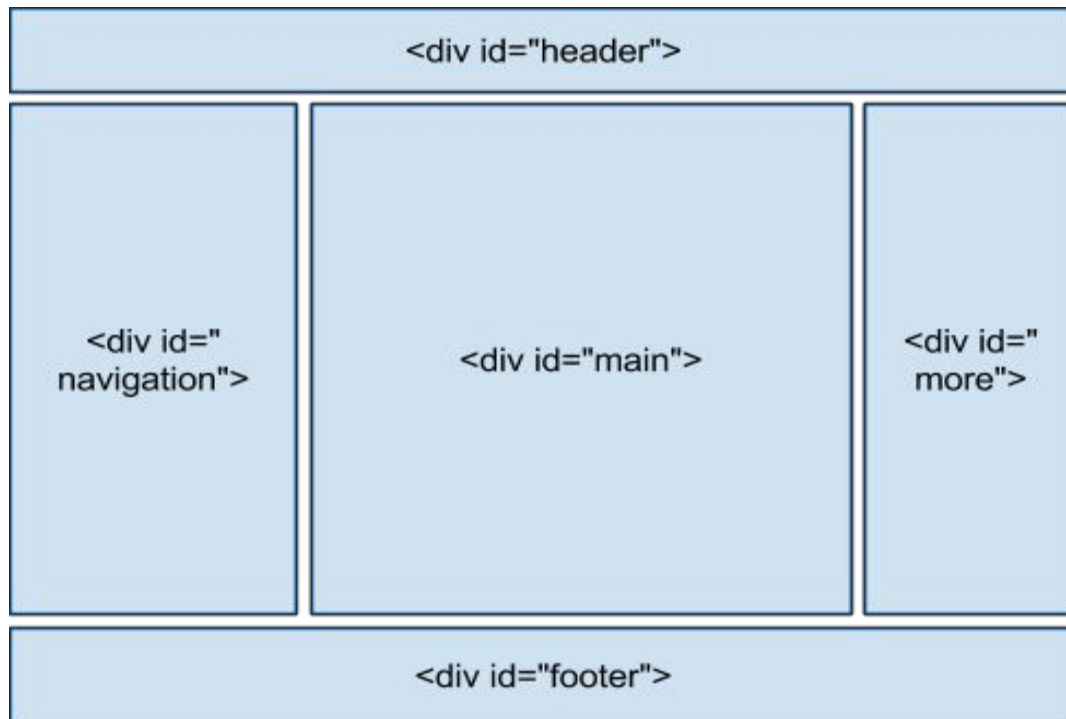 <div id="header">
<div id="
navigation">
<div id="main">
<div id="
more">
<div id="footer">